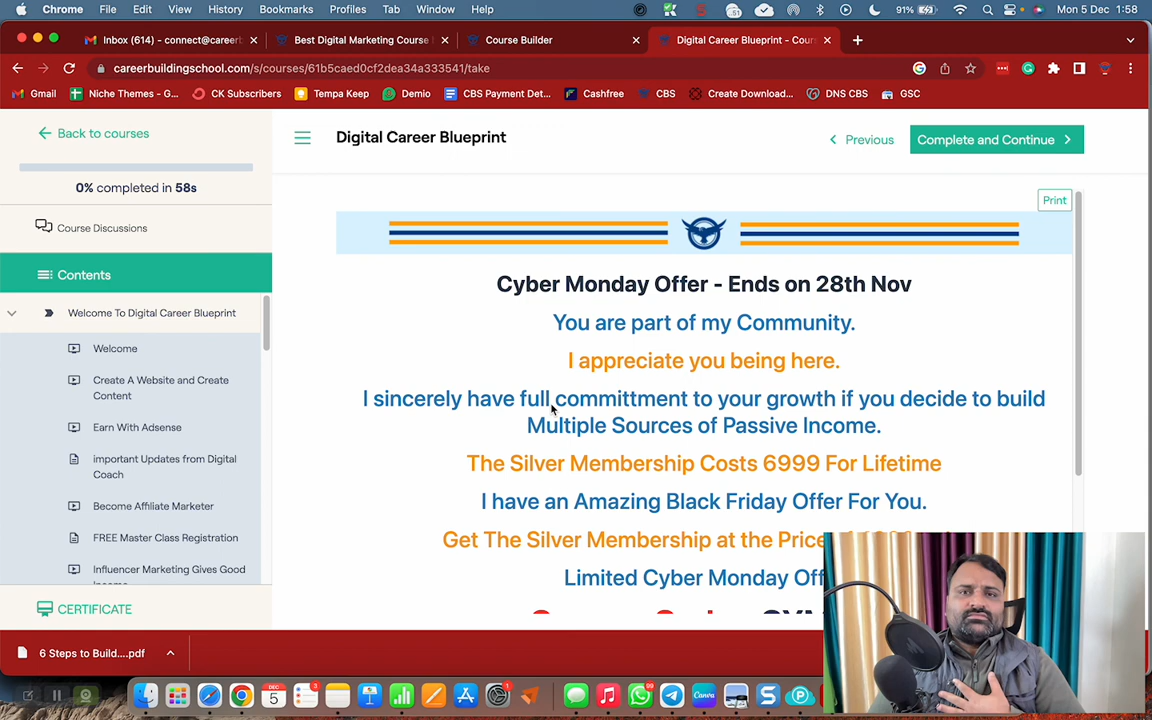 Chrome File Edit View History Bookmarks Profiles Tab Window Help 91% Mon 5 Dec 1:58
Inbox (614) - connect@career Best Digital Marketing Course Course Builder Digital Career Blueprint - Cour
careerbuildingschool.com/s/courses/61b5caed0cf2dea34a333541/take
Gmail Niche Themes - G... CK Subscribers Tempa Keep Demio CBS Payment Det... Cashfree CBS Create Download... DNS CBS GSC
Back to courses
0% completed in 58s
Course Discussions
Contents
Welcome To Digital Career Blueprint
Welcome
Create A Website and Create
Content
Earn With Adsense
important Updates from Digital
Coach
Become Affiliate Marketer
FREE Master Class Registration
Influencer Marketing Gives Good
CERTIFICATE
Digital Career Blueprint
Previous
Complete and Continue
Print
Cyber Monday Offer - Ends on 28th Nov
You are part of my Community.
I appreciate you being here.
I sincerely have full committment to your growth if you decide to build
Multiple Sources of Passive Income.
The Silver Membership Costs 6999 For Lifetime
I have an Amazing Black Friday Offer For You.
Get The Silver Membership at the Price
Limited Cyber Monday
6 Steps to Build....pdf